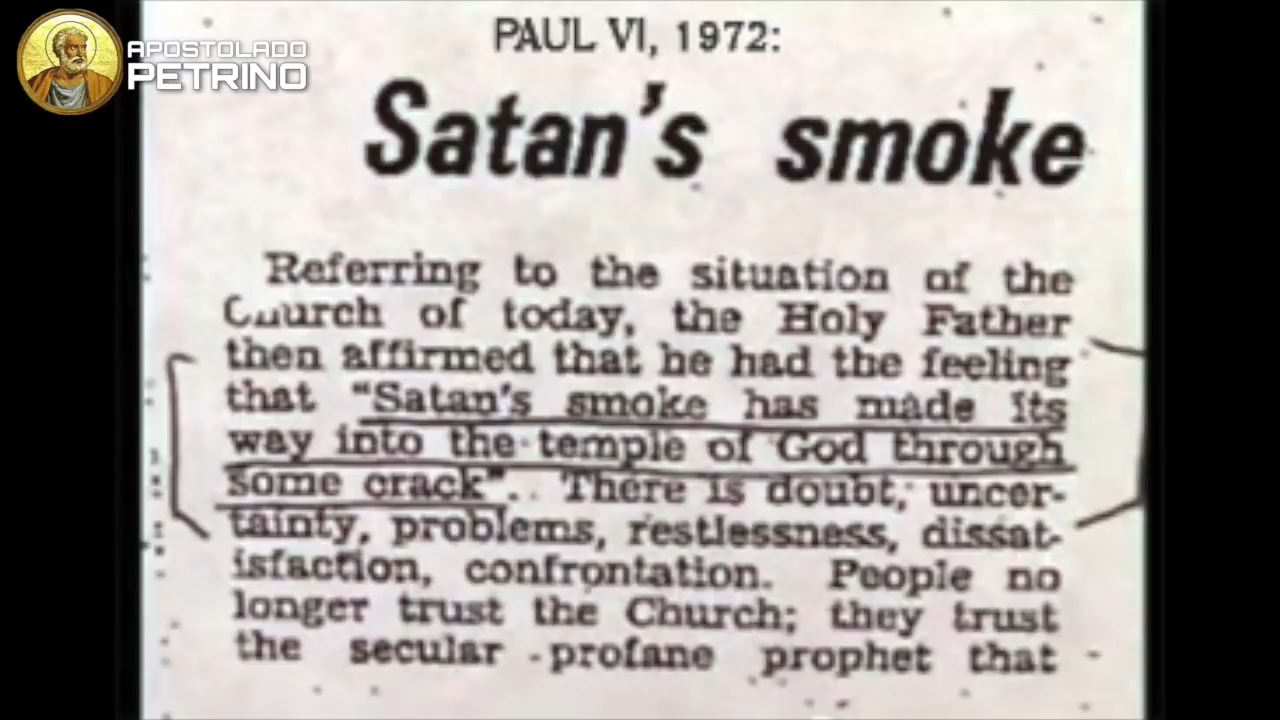 APOSTOLADO
PETRINO
PAUL VI, 1972:
Satan's smoke
Referring to the situation of the
Church of today, the Holy Father
then affirmed that he had the feeling
that "Satan's smoke has made its
way into the temple of God through
some crack". There is doubt, uncer-
tainty, problems, restlessness, dissat-
isfaction, confrontation. People no
longer trust the Church; they trust
the secular profane prophet that